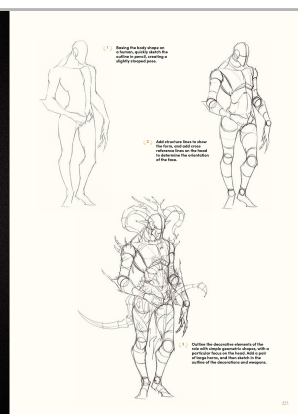 ( 1 ) Basing the body shape on
a human, quickly sketch the
outline in pencil, creating a
slightly stooped pose.
( 2 ) Add structure lines to show
the form, and add cross
reference lines on the head
to determine the orientation
of the face.
( 3 ) Outline the decorative elements of the
role with simple geometric shapes, with a
particular focus on the head. Add a pair
of large horns, and then sketch in the
outline of the decorations and weapons.